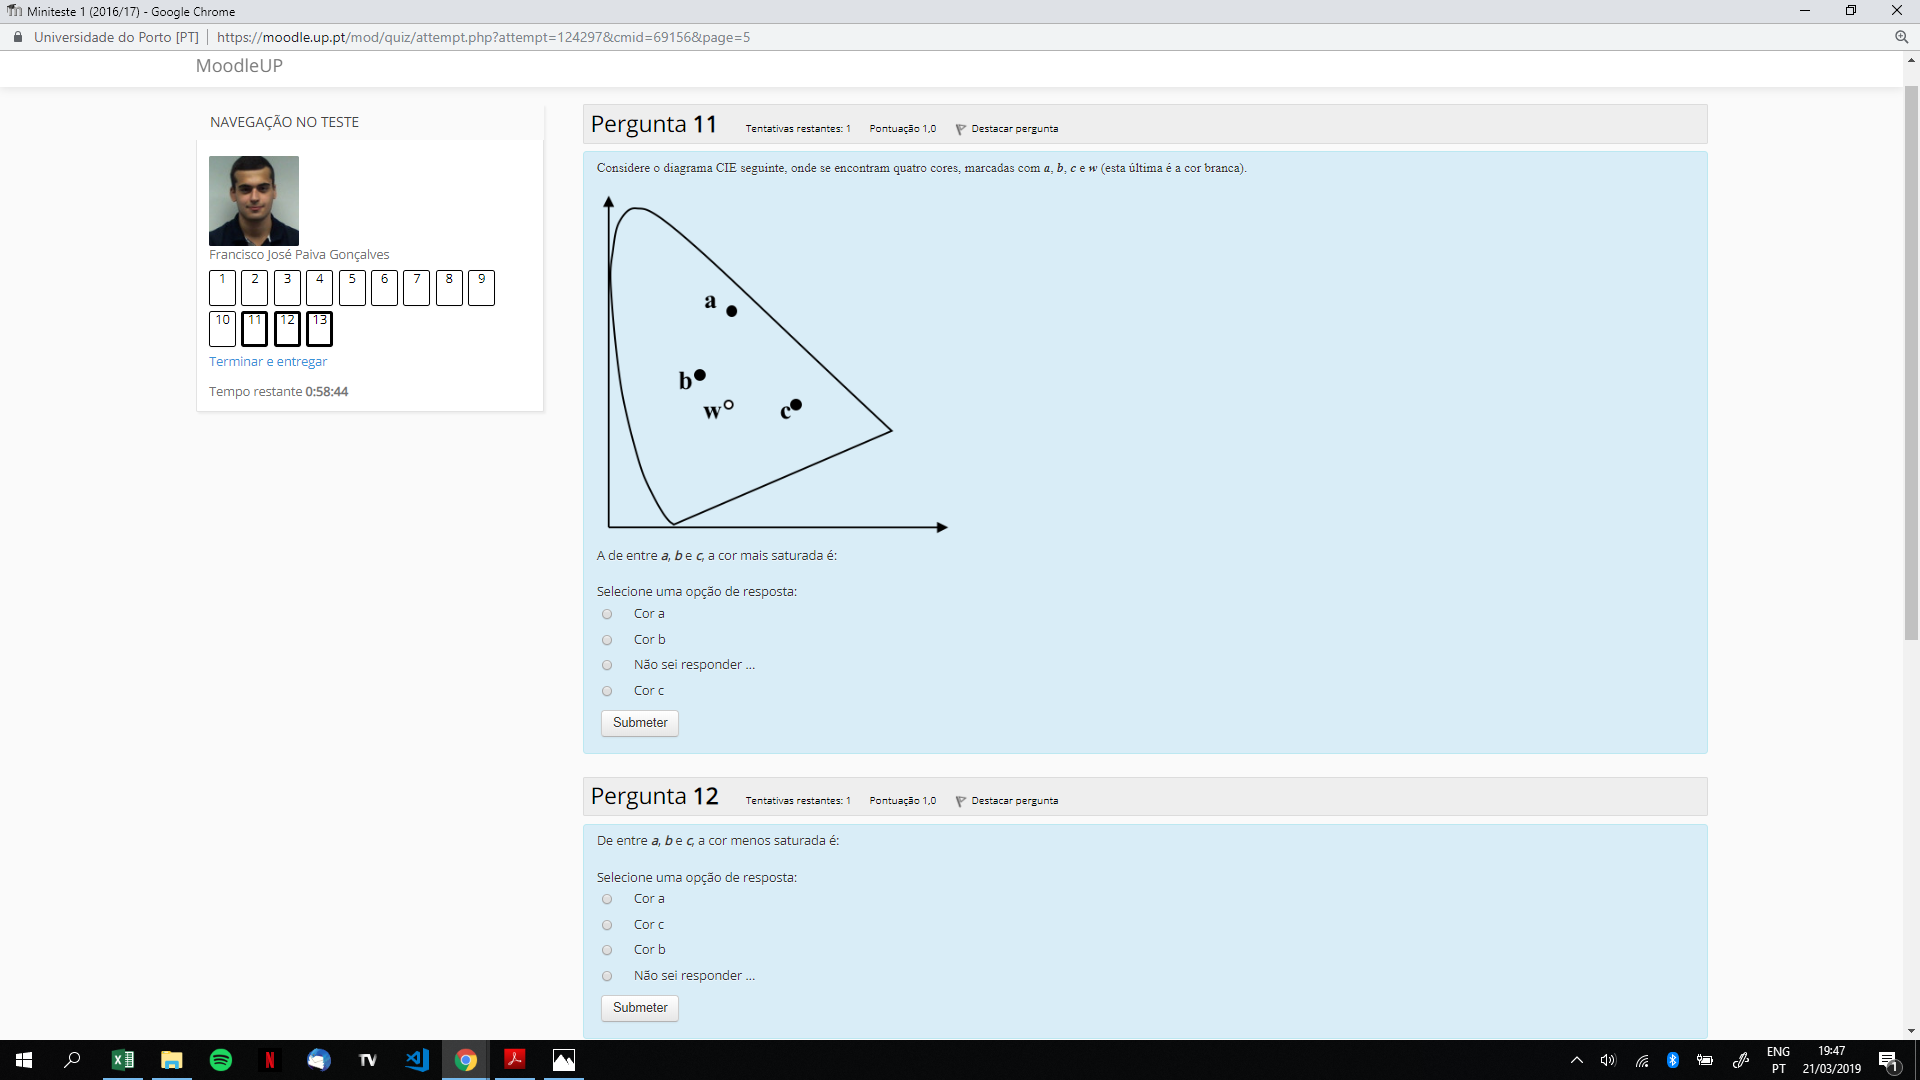 Miniteste 1 (2016/17) - Google Chrome
Universidade do Porto [PT] | https://moodle.up.pt/mod/quiz/attempt.php?attempt=124297&cmid=69156&page=5
MoodleUP
NAVEGAÇÃO NO TESTE
Francisco José Paiva Gonçalves
1 2 3 4 5 6 7 8 9
10 11 12 13
Terminar e entregar
Tempo restante 0:58:44
Pergunta 11 Tentativas restantes: 1 Pontuação 1,0 Destacar pergunta
Considere o diagrama CIE seguinte, onde se encontram quatro cores, marcadas com a, b, c e w (esta última é a cor branca).
a
b
w
c
A de entre a, b e c, a cor mais saturada é:
Selecione uma opção de resposta:
Cor a
Cor b
Não sei responder ...
Cor c
Submeter
Pergunta 12 Tentativas restantes: 1 Pontuação 1,0 Destacar pergunta
De entre a, b e c, a cor menos saturada é:
Selecione uma opção de resposta:
Cor a
Cor c
Cor b
Não sei responder ...
Submeter
TV
ENG
PT
19:47
21/03/2019
1